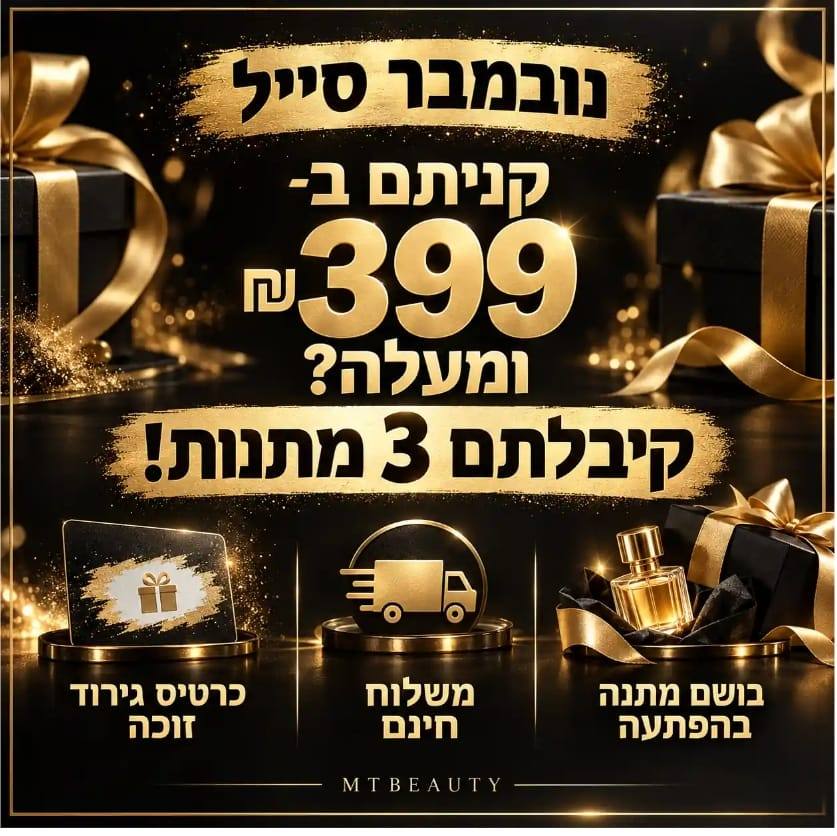 נובמבר סייל
קניתם ב-
399 ₪
ומעלה?
קיבלתם 3 מתנות!
בושם מתנה
בהפתעה
משלוח
חינם
כרטיס גירוד
זוכה
MTBEAUTY